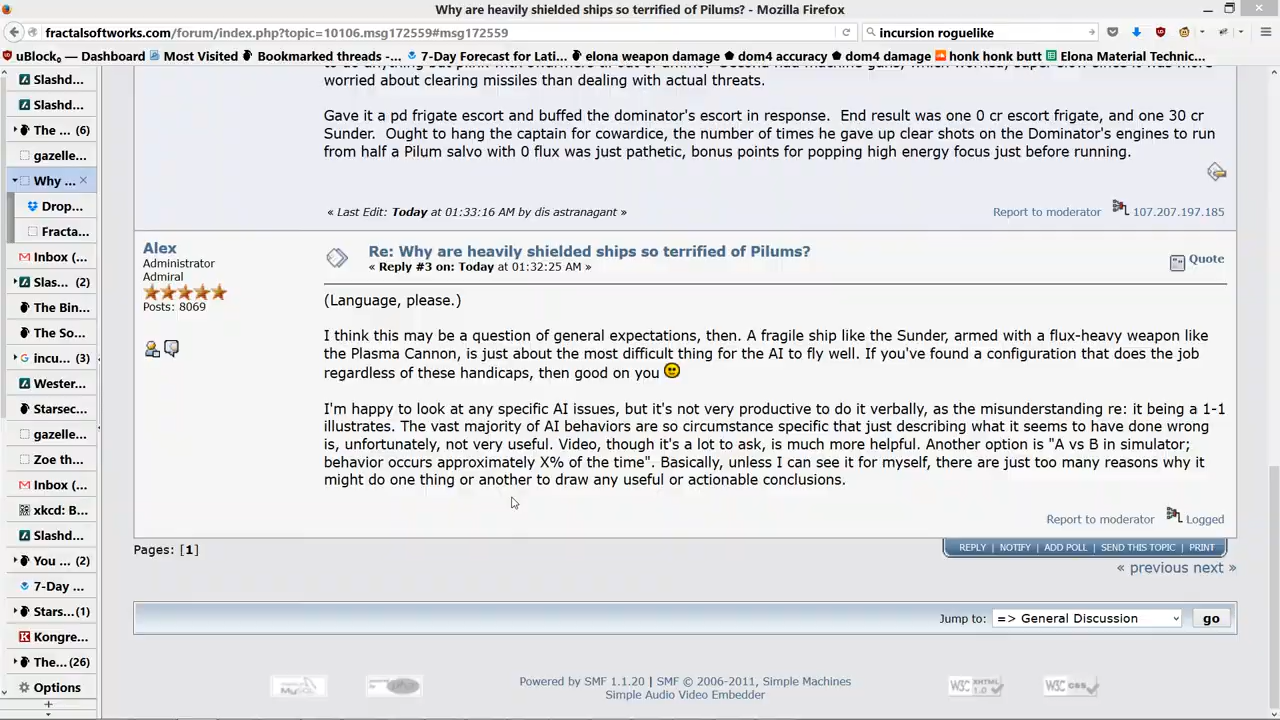 Why are heavily shielded ships so terrified of Pilums? - Mozilla Firefox
fractalsoftworks.com/forum/index.php?topic=10106.msg172559#msg172559
incursion roguelike
uBlock₀ — Dashboard
Most Visited
Bookmarked threads -...
7-Day Forecast for Lati...
elona weapon damage
dom4 accuracy
dom4 damage
honk honk butt
Elona Material Technic...
Slashd...
Slashd...
The ... (6)
gazelle...
Why ...
Drop...
Fracta...
Inbox (...
Slas... (2)
The Bin...
The So...
incu... (3)
Wester...
Starsec...
gazelle...
Zoe th...
Inbox (...
xkcd: B...
Slashd...
You ... (2)
7-Day ...
Stars...(1)
Kongre...
The...(26)
Options
worried about clearing missiles than dealing with actual threats.
Gave it a pd frigate escort and buffed the dominator's escort in response. End result was one 0 cr escort frigate, and one 30 cr
Sunder. Ought to hang the captain for cowardice, the number of times he gave up clear shots on the Dominator's engines to run
from half a Pilum salvo with 0 flux was just pathetic, bonus points for popping high energy focus just before running.
« Last Edit: Today at 01:33:16 AM by dis astranagant »
Report to moderator 107.207.197.185
Alex
Administrator
Admiral
Posts: 8069
Re: Why are heavily shielded ships so terrified of Pilums?
« Reply #3 on: Today at 01:32:25 AM »
Quote
(Language, please.)
I think this may be a question of general expectations, then. A fragile ship like the Sunder, armed with a flux-heavy weapon like
the Plasma Cannon, is just about the most difficult thing for the AI to fly well. If you've found a configuration that does the job
regardless of these handicaps, then good on you
I'm happy to look at any specific AI issues, but it's not very productive to do it verbally, as the misunderstanding re: it being a 1-1
illustrates. The vast majority of AI behaviors are so circumstance specific that just describing what it seems to have done wrong
is, unfortunately, not very useful. Video, though it's a lot to ask, is much more helpful. Another option is "A vs B in simulator;
behavior occurs approximately X% of the time". Basically, unless I can see it for myself, there are just too many reasons why it
might do one thing or another to draw any useful or actionable conclusions.
Report to moderator Logged
Pages: [1]
REPLY | NOTIFY | ADD POLL | SEND THIS TOPIC | PRINT
« previous next »
Jump to: => General Discussion go
Powered by SMF 1.1.20 | SMF © 2006-2011, Simple Machines
Simple Audio Video Embedder
W3C XHTML 1.0
W3C css